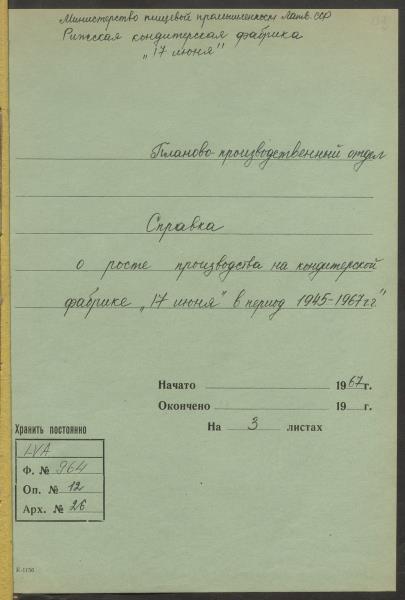 Министерство пищевой промышленности Латв. ССР
Рижская кондитерская фабрика
„17 июня"
Планово-производственный отдел
Справка
о росте производства на кондитерской
фабрике „17 июня" в период 1945-1967 гг."
Начато 1967 г.
Окончено 19 г.
На 3 листах
Хранить постоянно
LVA
Ф. № 964
Оп. № 12
Арх. № 26
К-1156